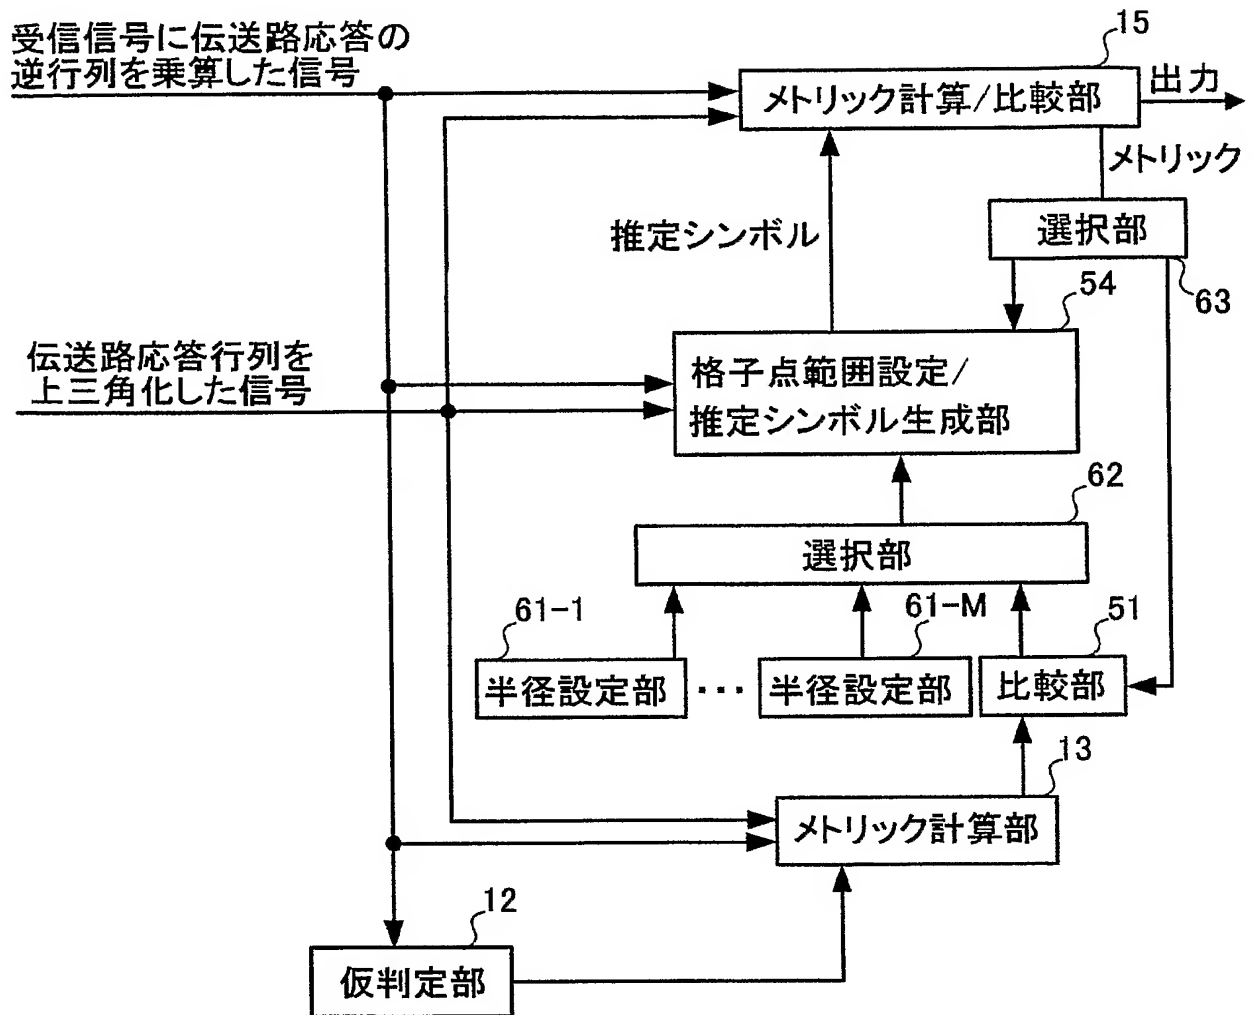 受信信号に伝送路応答の
逆行列を乗算した信号
15
メトリック計算/比較部
出力
メトリック
推定シンボル
選択部
63
54
伝送路応答行列を
上三角化した信号
格子点範囲設定/
推定シンボル生成部
62
選択部
61-1
61-M
51
半径設定部
･･･
半径設定部
比較部
13
メトリック計算部
12
仮判定部